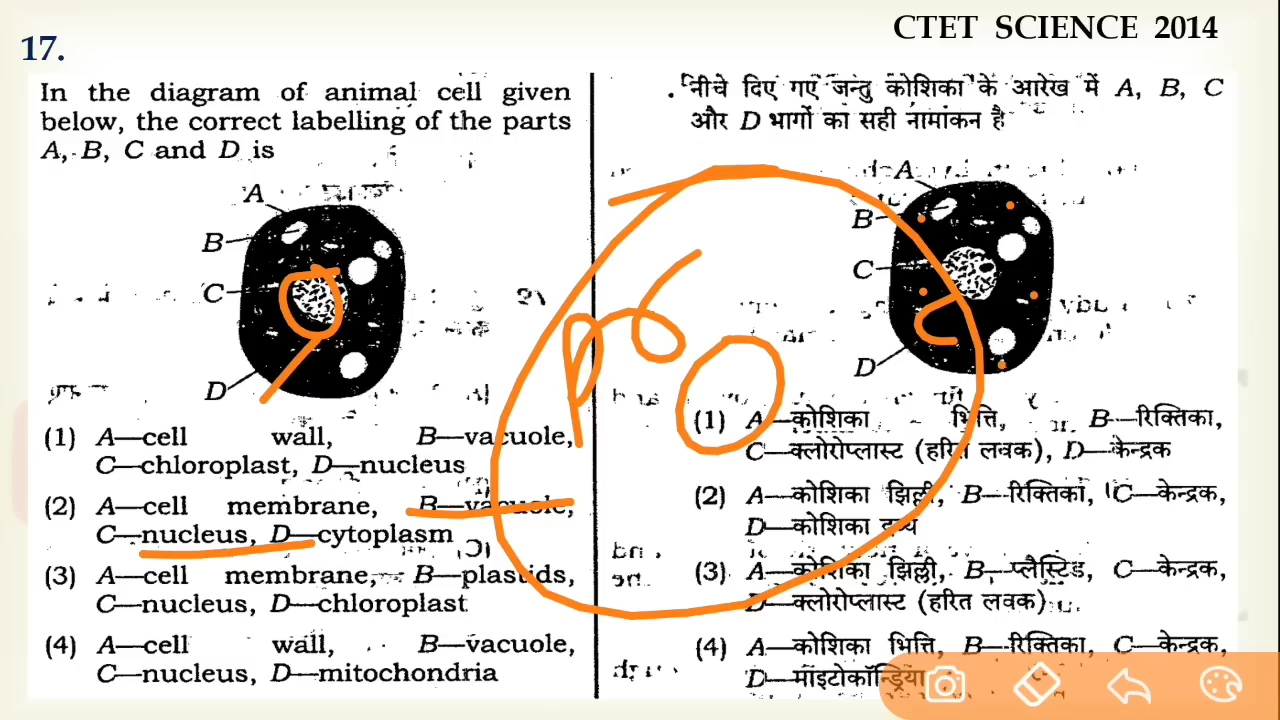 CTET SCIENCE 2014
17.
In the diagram of animal cell given
below, the correct labelling of the parts
A, B, C and D is
A
B
C
D
(1) A—cell wall, B—vacuole,
C—chloroplast, D—nucleus
(2) A—cell membrane, B—vacuole,
C—nucleus, D—cytoplasm
(3) A—cell membrane, B—plastids,
C—nucleus, D—chloroplast
(4) A—cell wall, B—vacuole,
C—nucleus, D—mitochondria
नीचे दिए गए जन्तु कोशिका के आरेख में A, B, C
और D भागों का सही नामांकन है
A
B
C
D
(1) A—कोशिका भित्ति, B—रिक्तिका,
C—क्लोरोप्लास्ट (हरित लवक), D—केन्द्रक
(2) A—कोशिका झिल्ली, B—रिक्तिका, C—केन्द्रक,
D—कोशिका द्रव्य
(3) A—कोशिका झिल्ली, B—प्लैस्टिड, C—केन्द्रक,
D—क्लोरोप्लास्ट (हरित लवक)
(4) A—कोशिका भित्ति, B—रिक्तिका, C—केन्द्रक,
D—माइटोकॉन्ड्रिया